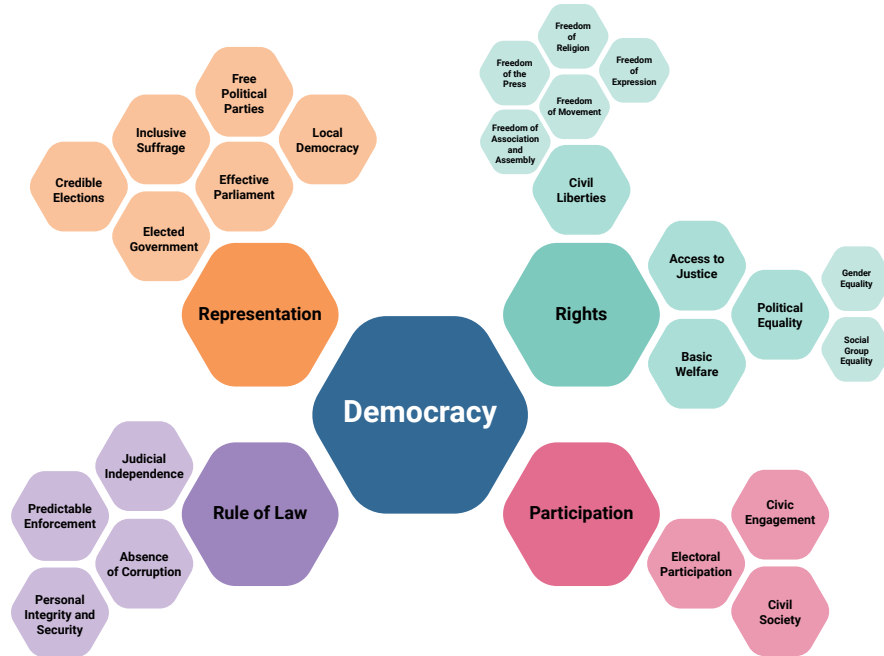 Free
Political
Parties
Inclusive
Suffrage
Local
Democracy
Credible
Elections
Effective
Parliament
Elected
Government
Representation
Freedom
of
Religion
Freedom
of the
Press
Freedom
of
Expression
Freedom
of Movement
Freedom of
Association
and
Assembly
Civil
Liberties
Rights
Access to
Justice
Political
Equality
Basic
Welfare
Gender
Equality
Social
Group
Equality
Democracy
Judicial
Independence
Predictable
Enforcement
Absence
of Corruption
Personal
Integrity and
Security
Rule of Law
Participation
Electoral
Participation
Civic
Engagement
Civil
Society